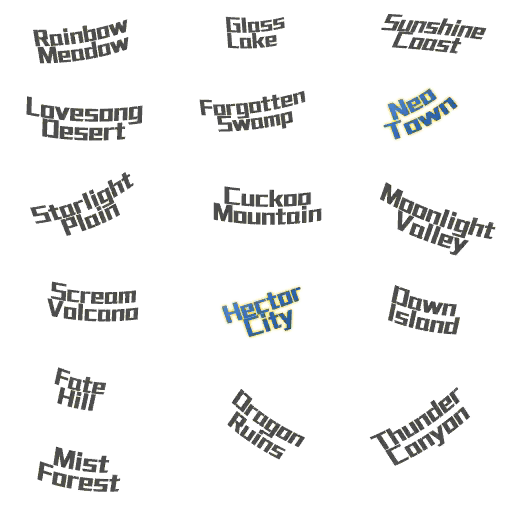 Rainbow
Meadow
Glass
Lake
Sunshine
Coast
Lovesong
Desert
Forgotten
Swamp
Neo
Town
Starlight
Plain
Cuckoo
Mountain
Moonlight
Valley
Scream
Volcano
Hector
City
Dawn
Island
Fate
Hill
Dragon
Ruins
Thunder
Canyon
Mist
Forest